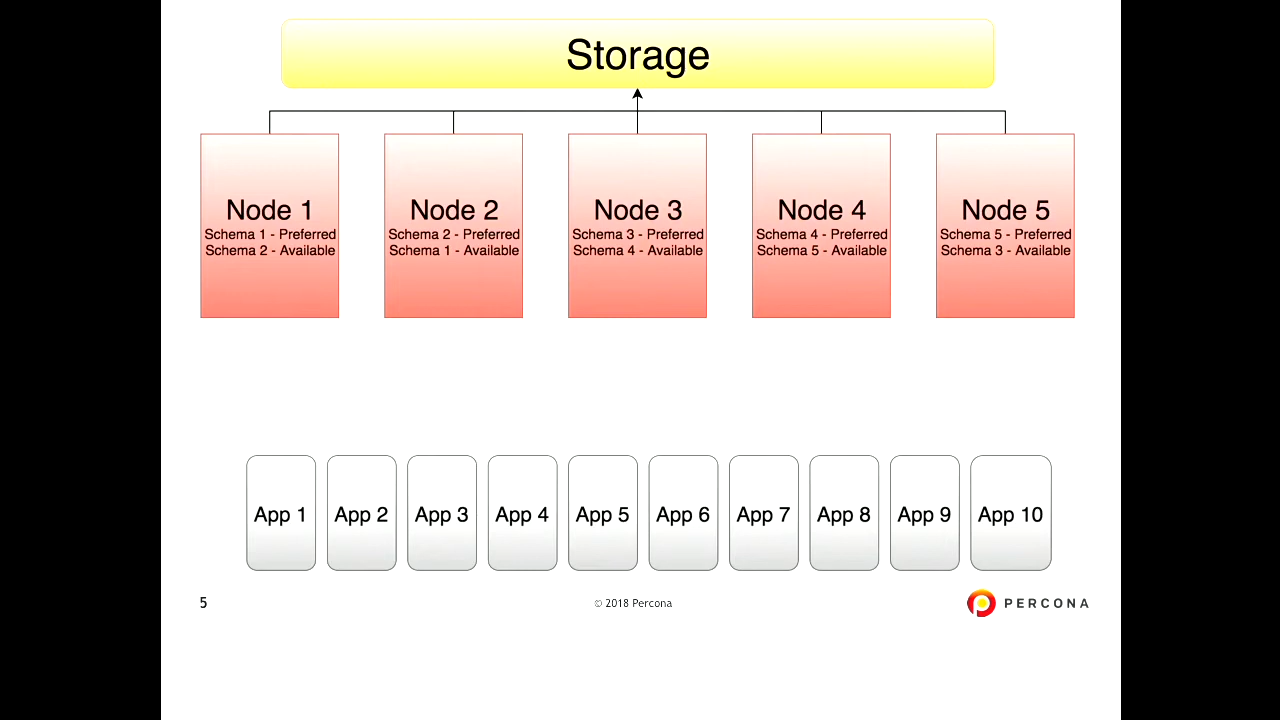 Storage
Node 1
Schema 1 - Preferred
Schema 2 - Available
Node 2
Schema 2 - Preferred
Schema 1 - Available
Node 3
Schema 3 - Preferred
Schema 4 - Available
Node 4
Schema 4 - Preferred
Schema 5 - Available
Node 5
Schema 5 - Preferred
Schema 3 - Available
App 1
App 2
App 3
App 4
App 5
App 6
App 7
App 8
App 9
App 10
5
© 2018 Percona
PERCONA